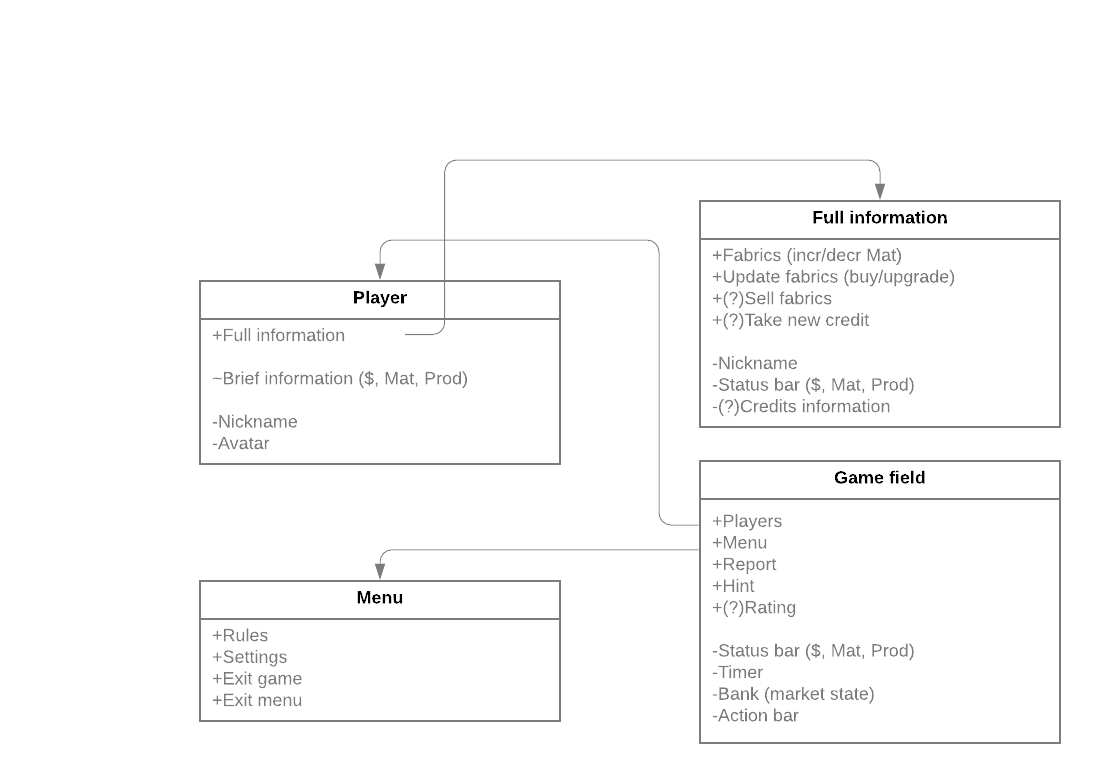 Full information
+Fabrics (incr/decr Mat)
+Update fabrics (buy/upgrade)
+(?)Sell fabrics
+(?)Take new credit
-Nickname
-Status bar ($, Mat, Prod)
-(?)Credits information
Player
+Full information
~Brief information ($, Mat, Prod)
-Nickname
-Avatar
Game field
+Players
+Menu
+Report
+Hint
+(?)Rating
-Status bar ($, Mat, Prod)
-Timer
-Bank (market state)
-Action bar
Menu
+Rules
+Settings
+Exit game
+Exit menu